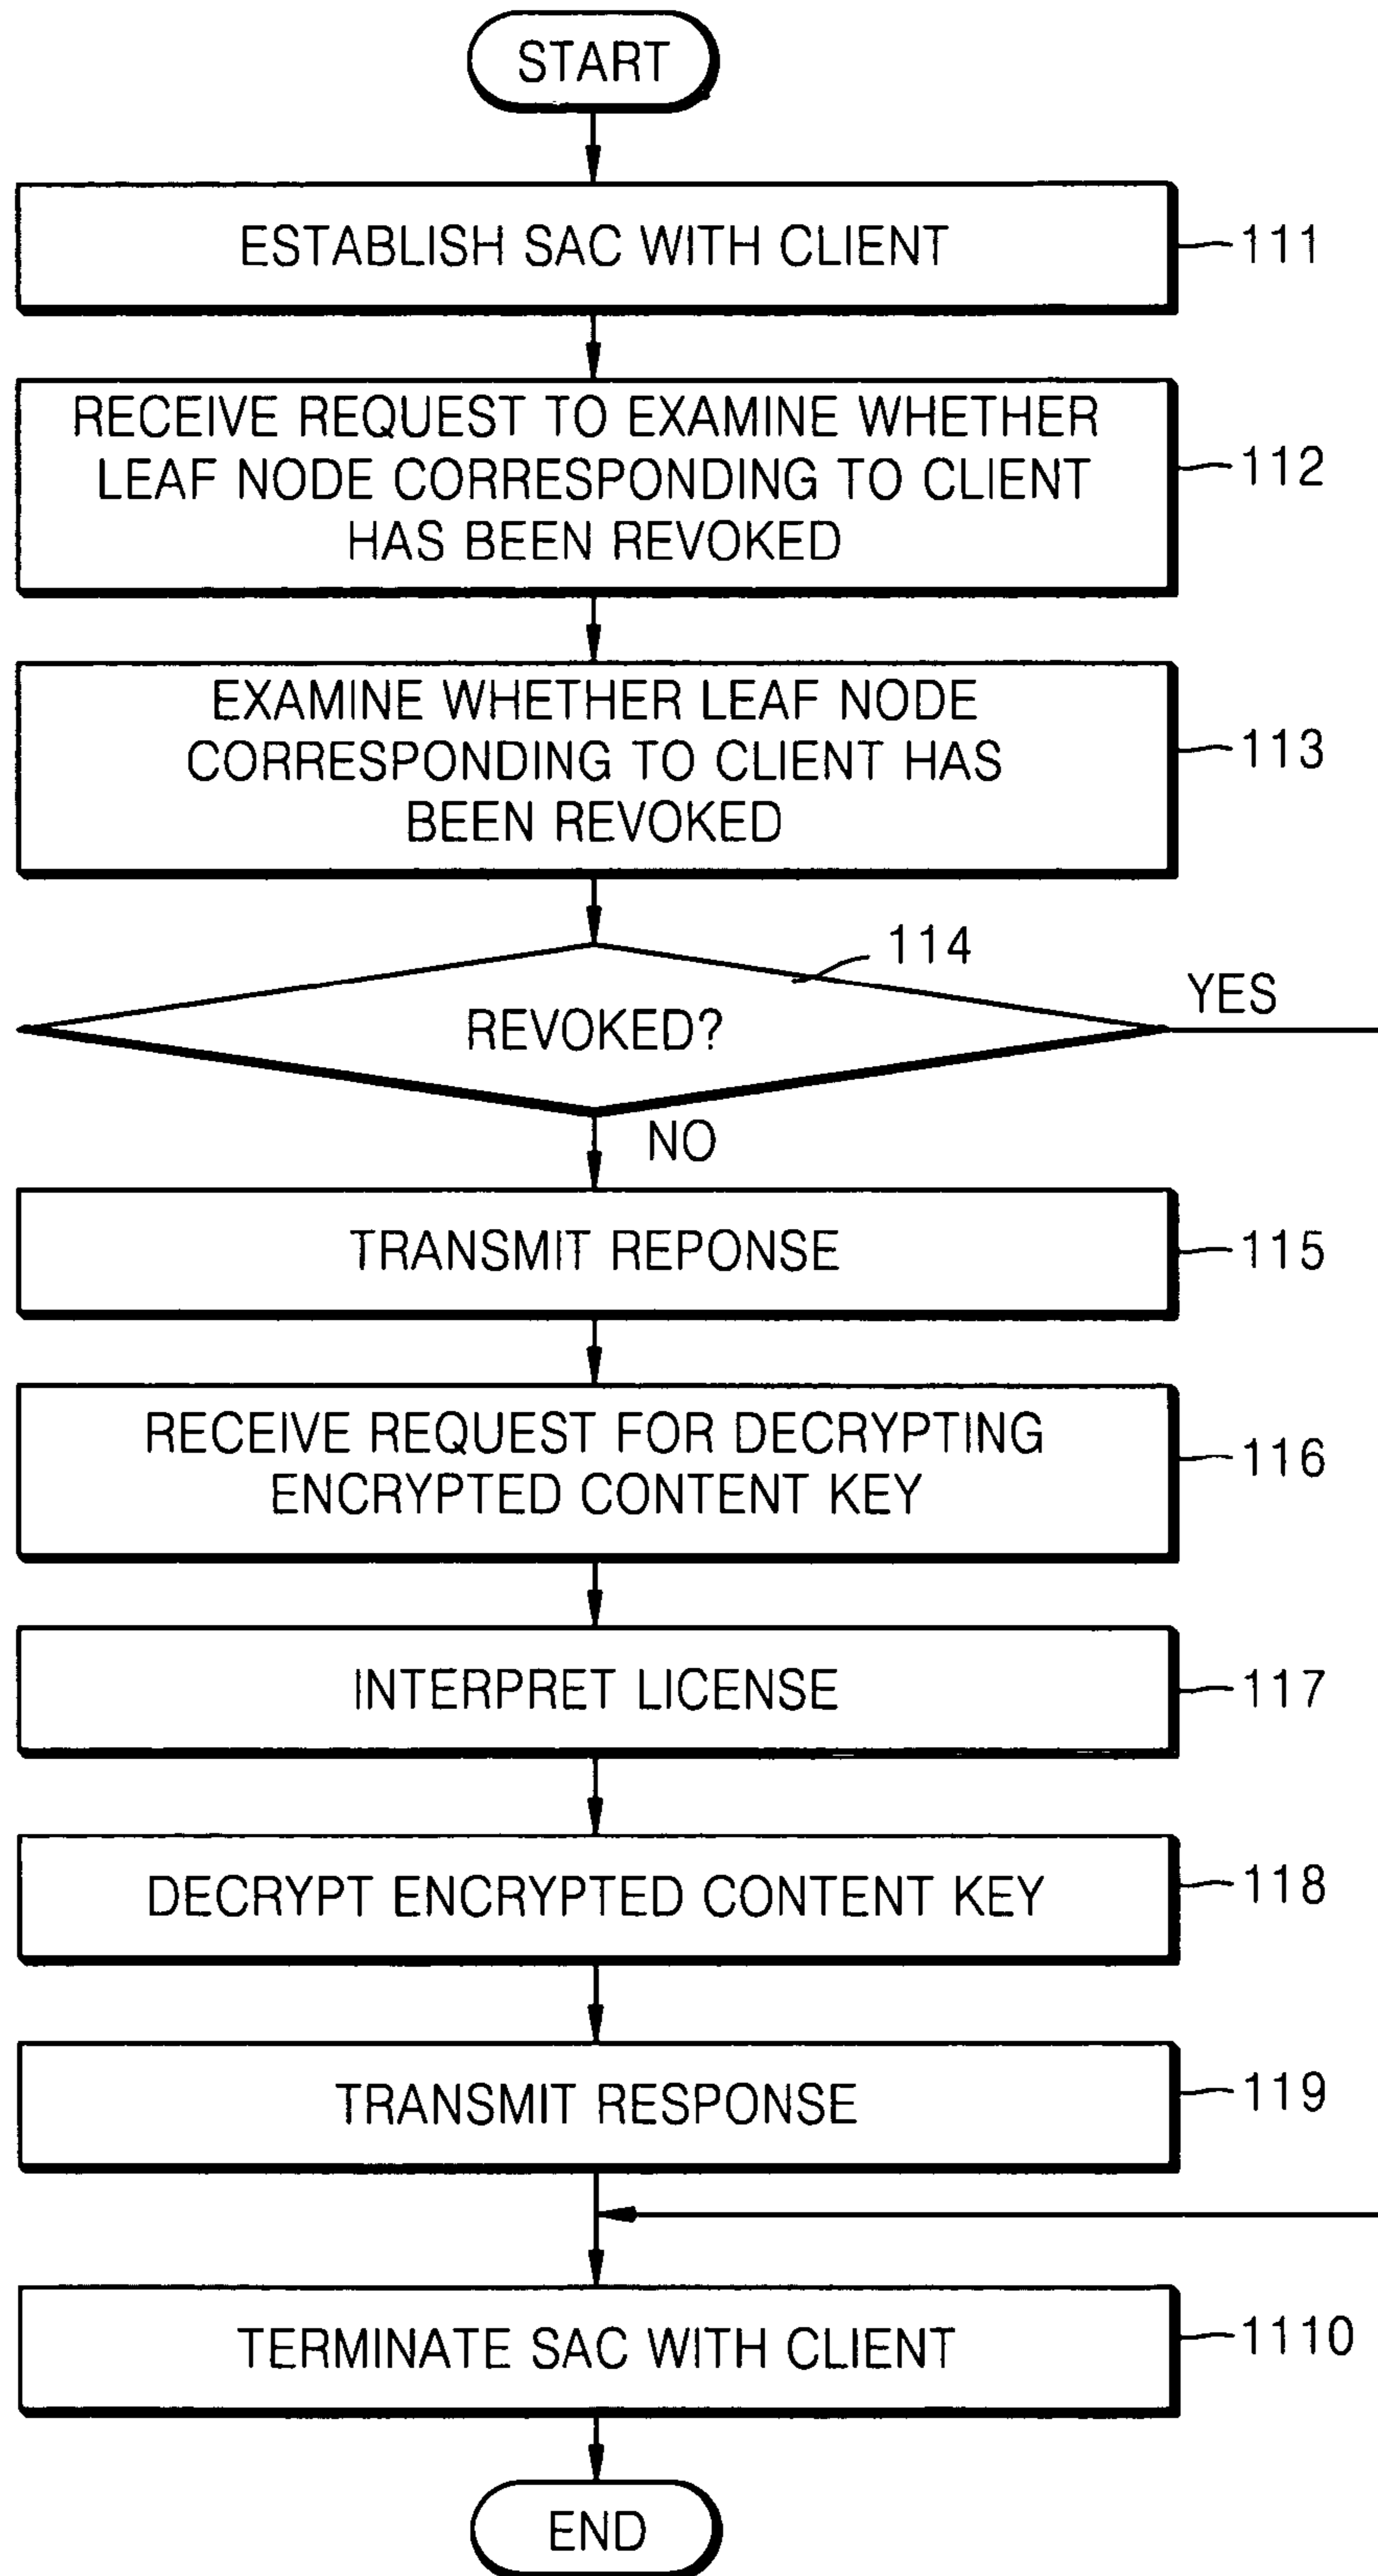 START
ESTABLISH SAC WITH CLIENT
111
RECEIVE REQUEST TO EXAMINE WHETHER
LEAF NODE CORRESPONDING TO CLIENT
HAS BEEN REVOKED
112
EXAMINE WHETHER LEAF NODE
CORRESPONDING TO CLIENT HAS
BEEN REVOKED
113
114
REVOKED?
YES
NO
TRANSMIT REPONSE
115
RECEIVE REQUEST FOR DECRYPTING
ENCRYPTED CONTENT KEY
116
INTERPRET LICENSE
117
DECRYPT ENCRYPTED CONTENT KEY
118
TRANSMIT RESPONSE
119
TERMINATE SAC WITH CLIENT
1110
END